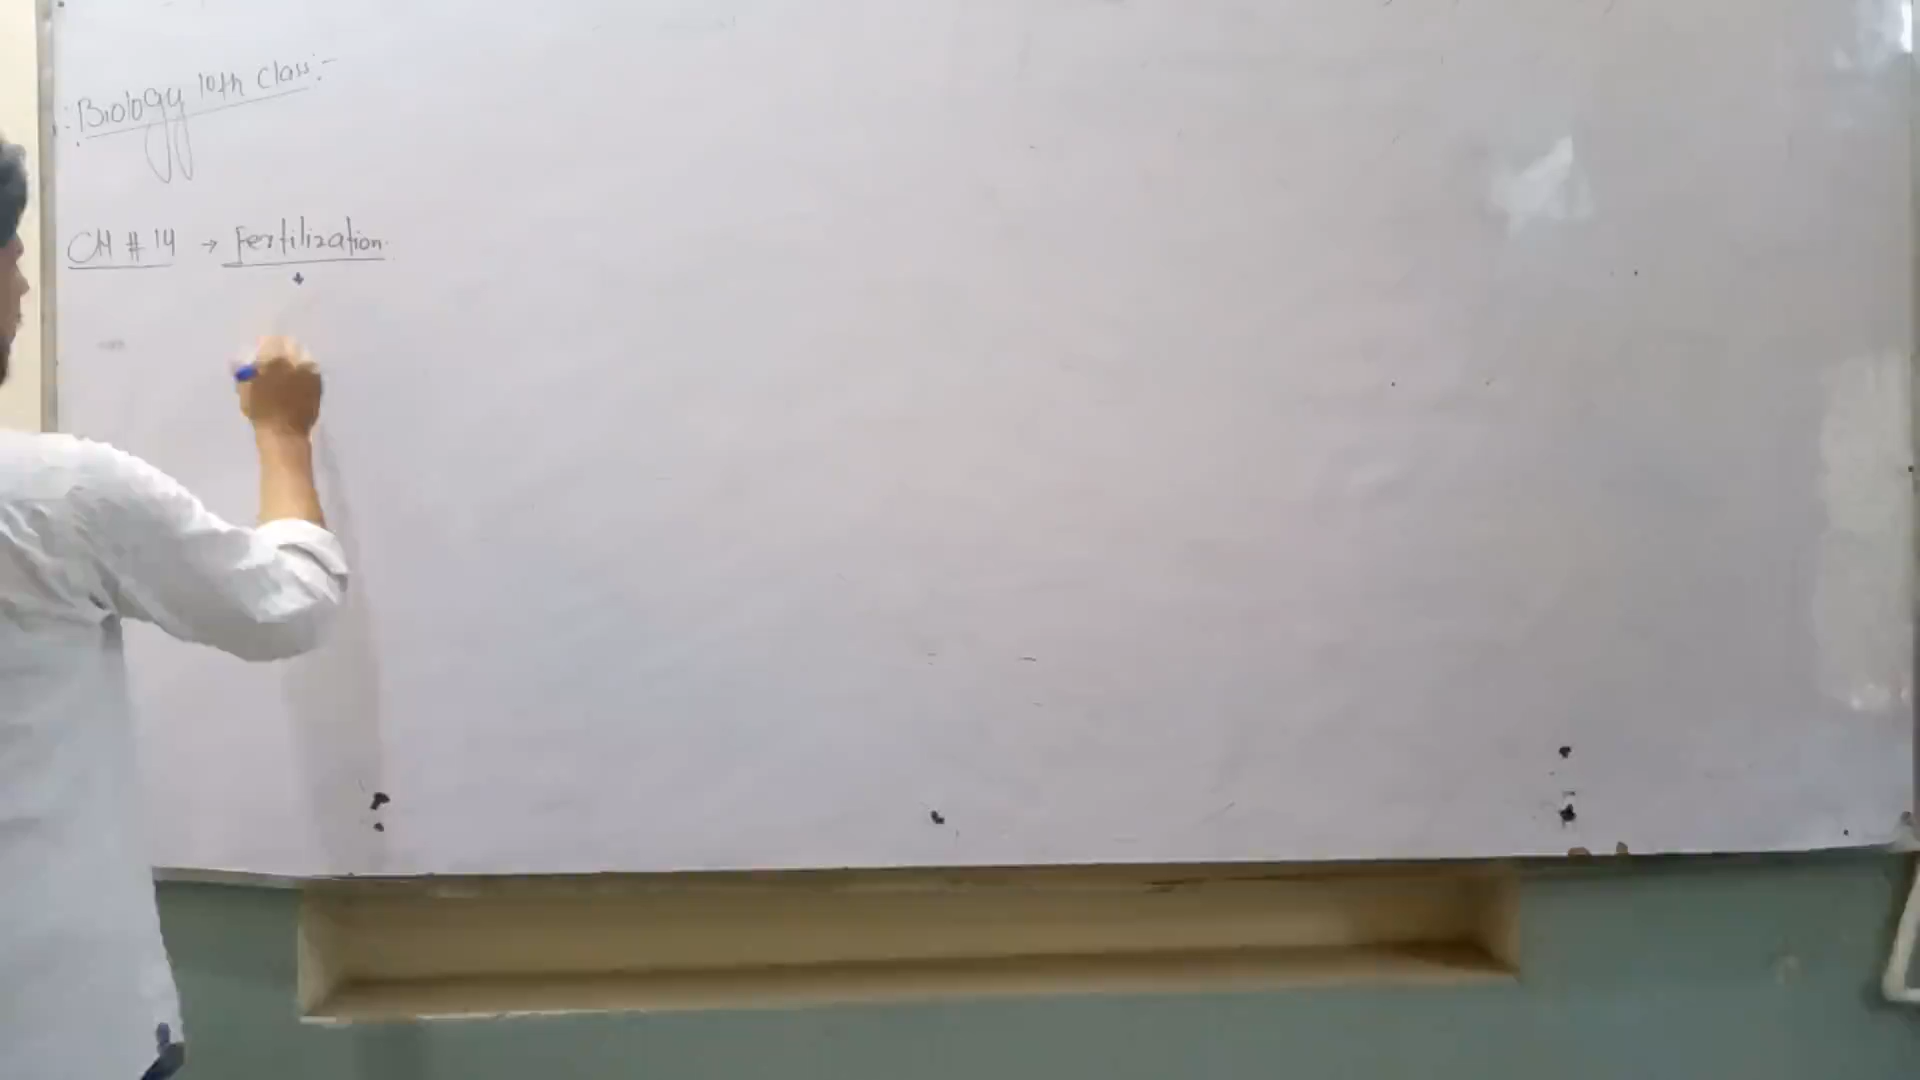 :Biology 10th Class:-
CH # 14 → Fertilization.